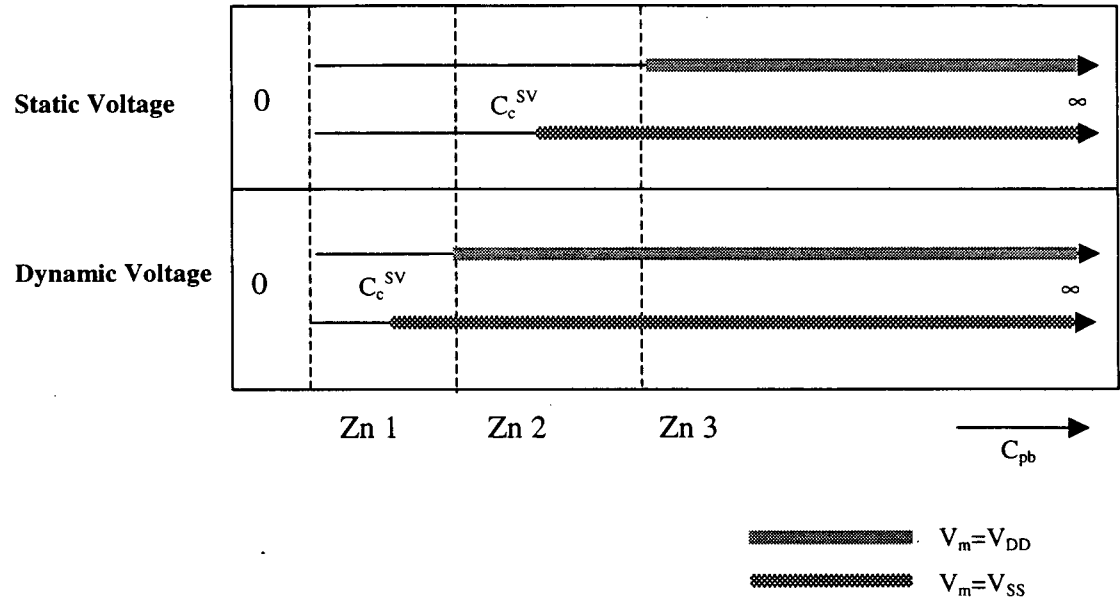 Static Voltage
0
C_c^SV
∞
Dynamic Voltage
0
C_c^SV
∞
Zn 1
Zn 2
Zn 3
C_pb
V_m=V_DD
V_m=V_SS